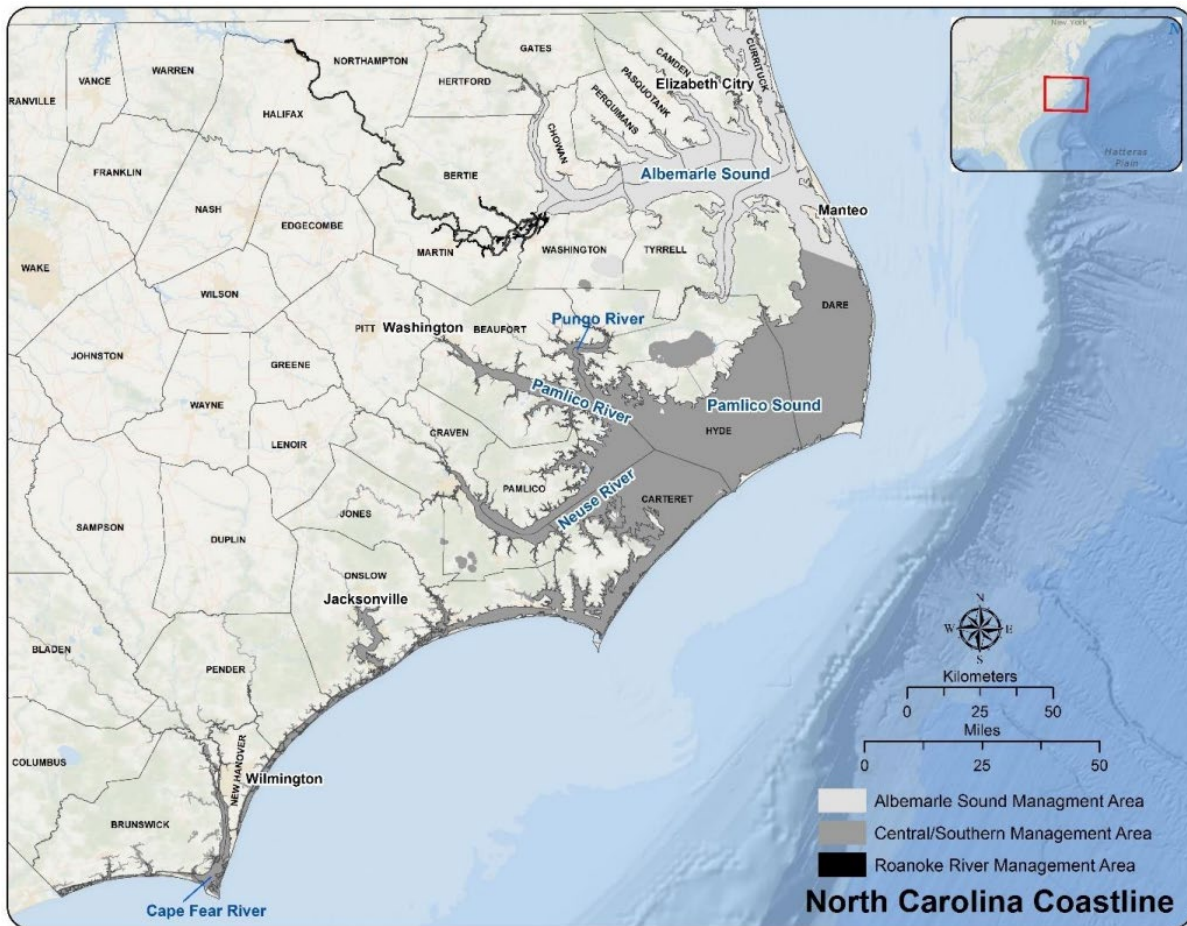 New York
N
Hatteras
Plain
GATES
NORTHAMPTON
HERTFORD
CAMDEN
CURRITUCK
PASQUOTANK
Elizabeth Citry
PERQUIMANS
CHOWAN
WARREN
VANCE
RANVILLE
HALIFAX
FRANKLIN
BERTIE
Albemarle Sound
NASH
EDGECOMBE
Manteo
MARTIN
WASHINGTON
TYRRELL
WAKE
WILSON
DARE
PITT
Washington
BEAUFORT
Pungo River
JOHNSTON
GREENE
Pamlico River
Pamlico Sound
WAYNE
HYDE
CRAVEN
LENOIR
PAMLICO
Neuse River
CARTERET
JONES
SAMPSON
DUPLIN
ONSLOW
Jacksonville
BLADEN
PENDER
N
W E
S
Kilometers
0 25 50
Miles
0 25 50
COLUMBUS
NEW HANOVER
Wilmington
BRUNSWICK
Cape Fear River
Albemarle Sound Managment Area
Central/Southern Management Area
Roanoke River Management Area
North Carolina Coastline